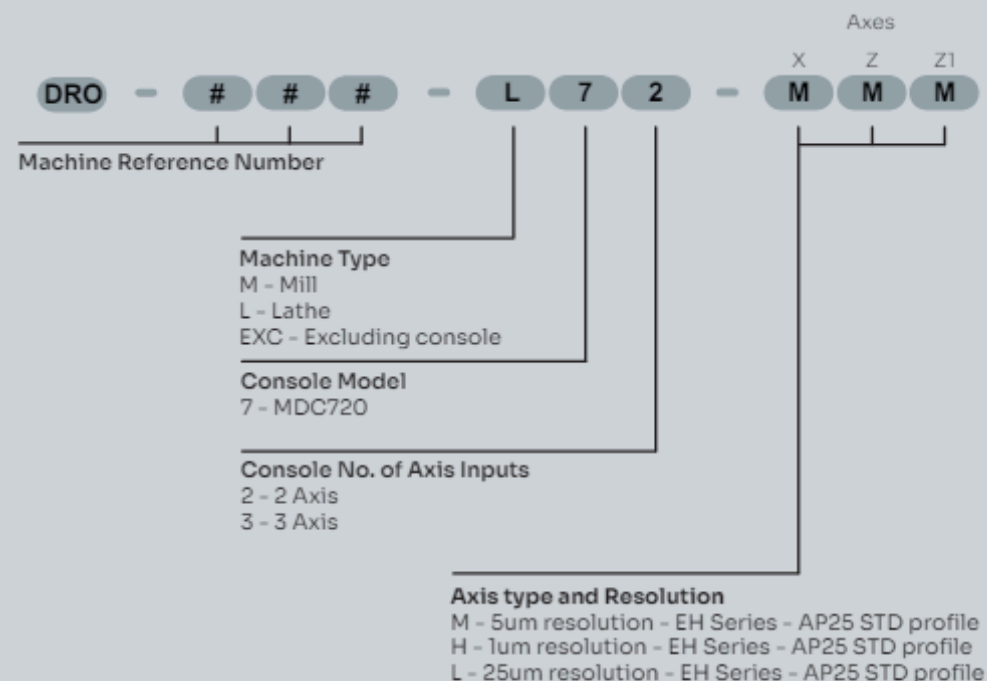 Axes
X Z Z1
DRO - # # # - L 7 2 - M M M
Machine Reference Number
Machine Type
M - Mill
L - Lathe
EXC - Excluding console
Console Model
7 - MDC720
Console No. of Axis Inputs
2 - 2 Axis
3 - 3 Axis
Axis type and Resolution
M - 5um resolution - EH Series - AP25 STD profile
H - 1um resolution - EH Series - AP25 STD profile
L - 25um resolution - EH Series - AP25 STD profile